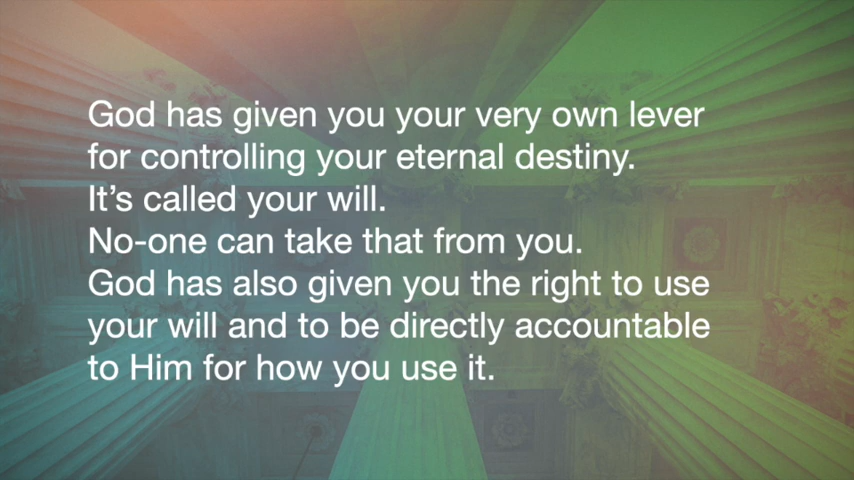 God has given you your very own lever
for controlling your eternal destiny.
It’s called your will.
No-one can take that from you.
God has also given you the right to use
your will and to be directly accountable
to Him for how you use it.